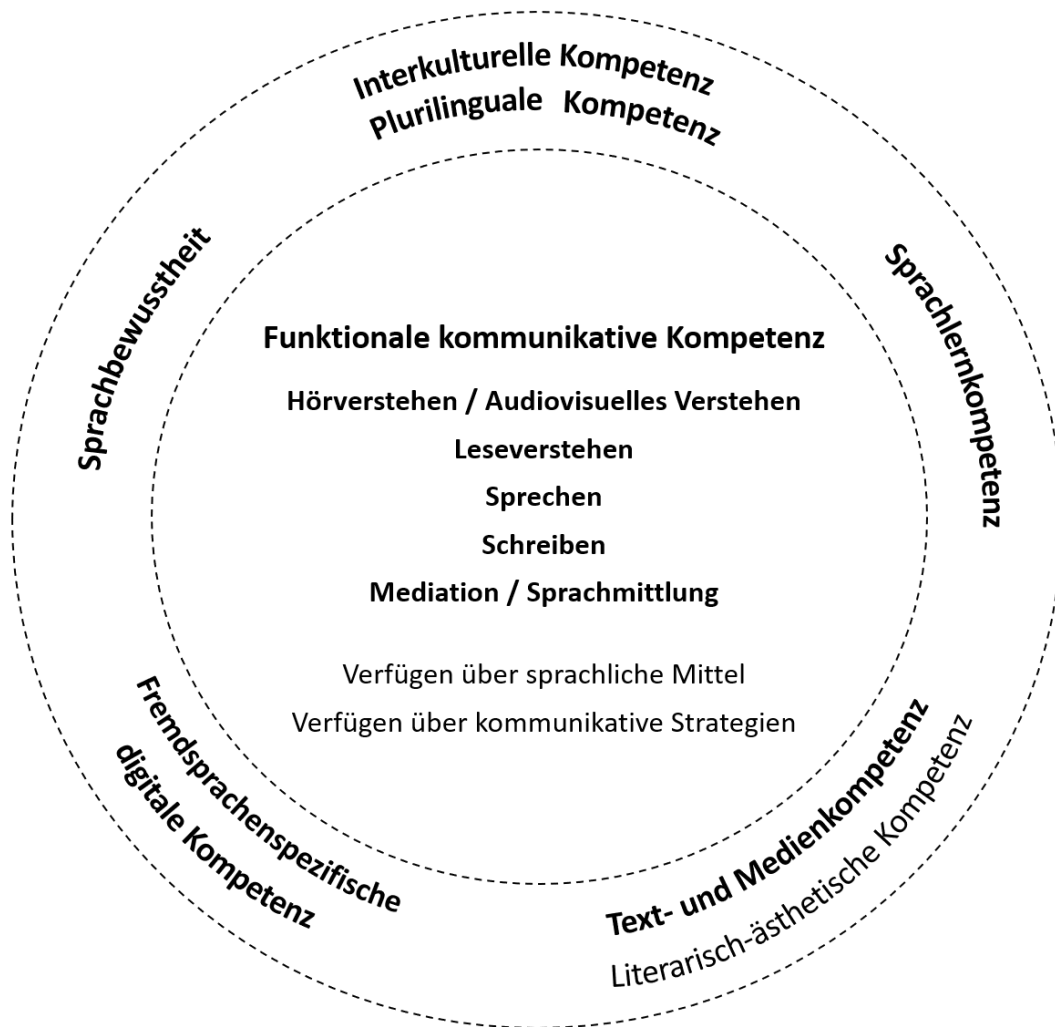 Interkulturelle Kompetenz
Plurilinguale Kompetenz
Sprachbewusstheit
Sprachlernkompetenz
Funktionale kommunikative Kompetenz
Hörverstehen / Audiovisuelles Verstehen
Leseverstehen
Sprechen
Schreiben
Mediation / Sprachmittlung
Verfügen über sprachliche Mittel
Verfügen über kommunikative Strategien
Fremdsprachenspezifische
digitale Kompetenz
Text- und Medienkompetenz
Literarisch-ästhetische Kompetenz